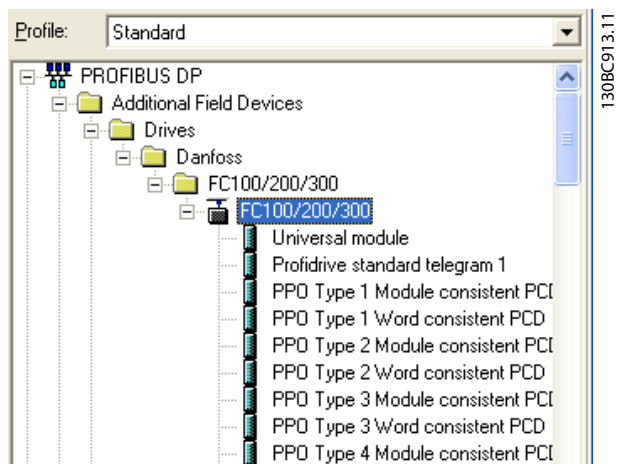 Profile: Standard
PROFIBUS DP
Additional Field Devices
Drives
Danfoss
FC100/200/300
FC100/200/300
Universal module
Profidrive standard telegram 1
PPO Type 1 Module consistent PCD
PPO Type 1 Word consistent PCD
PPO Type 2 Module consistent PCD
PPO Type 2 Word consistent PCD
PPO Type 3 Module consistent PCD
PPO Type 3 Word consistent PCD
PPO Type 4 Module consistent PCD
130BC913.11